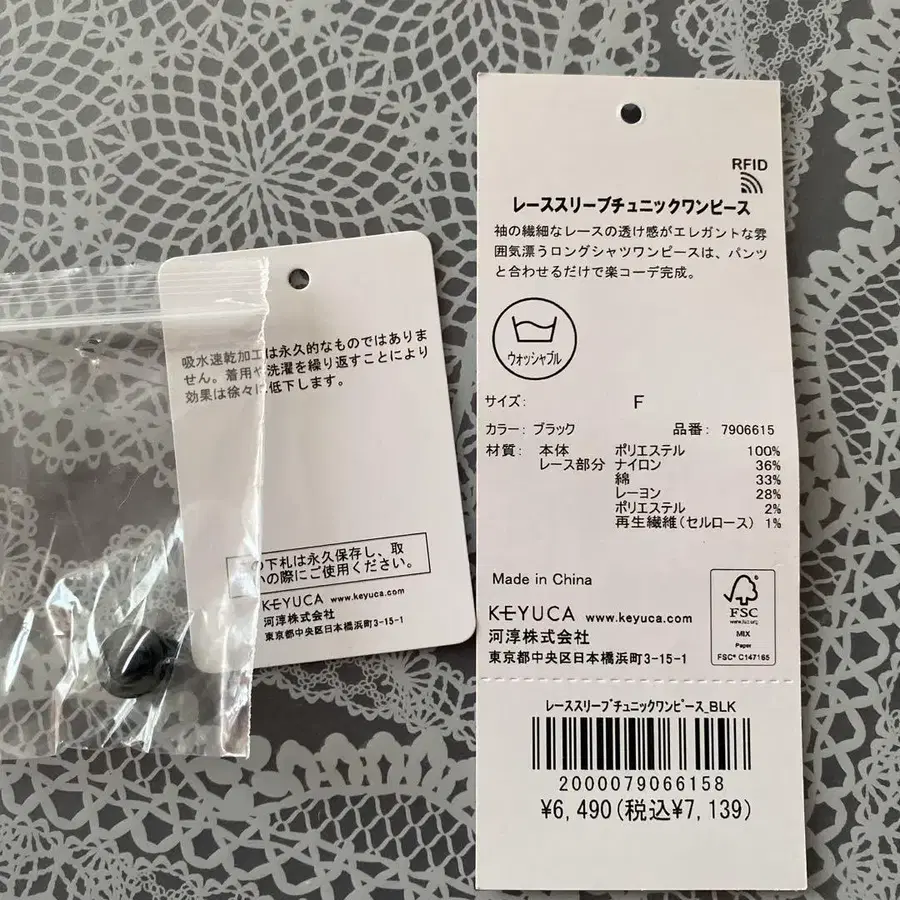 吸水速乾加工は永久的なものではありま
せん。着用や洗濯を繰り返すことにより
効果は徐々に低下します。
の下札は永久保存し、取
いの際にご使用ください。
KEYUCA www.keyuca.com
河淳株式会社
東京都中央区日本橋浜町3-15-1
RFID
レーススリーブチュニックワンピース
袖の繊細なレースの透け感がエレガントな雰
囲気漂うロングシャツワンピースは、パンツ
と合わせるだけで楽コーデ完成。
ウォッシャブル
サイズ: F
カラー: ブラック 品番: 7906615
材質: 本体 ポリエステル 100%
レース部分 ナイロン 36%
綿 33%
レーヨン 28%
ポリエステル 2%
再生繊維(セルロース) 1%
Made in China
KEYUCA www.keyuca.com
河淳株式会社
東京都中央区日本橋浜町3-15-1
FSC
www.fsc.org
MIX
Paper
FSC® C147165
レーススリーブチュニックワンピース_BLK
2000079066158
¥6,490(税込¥7,139)